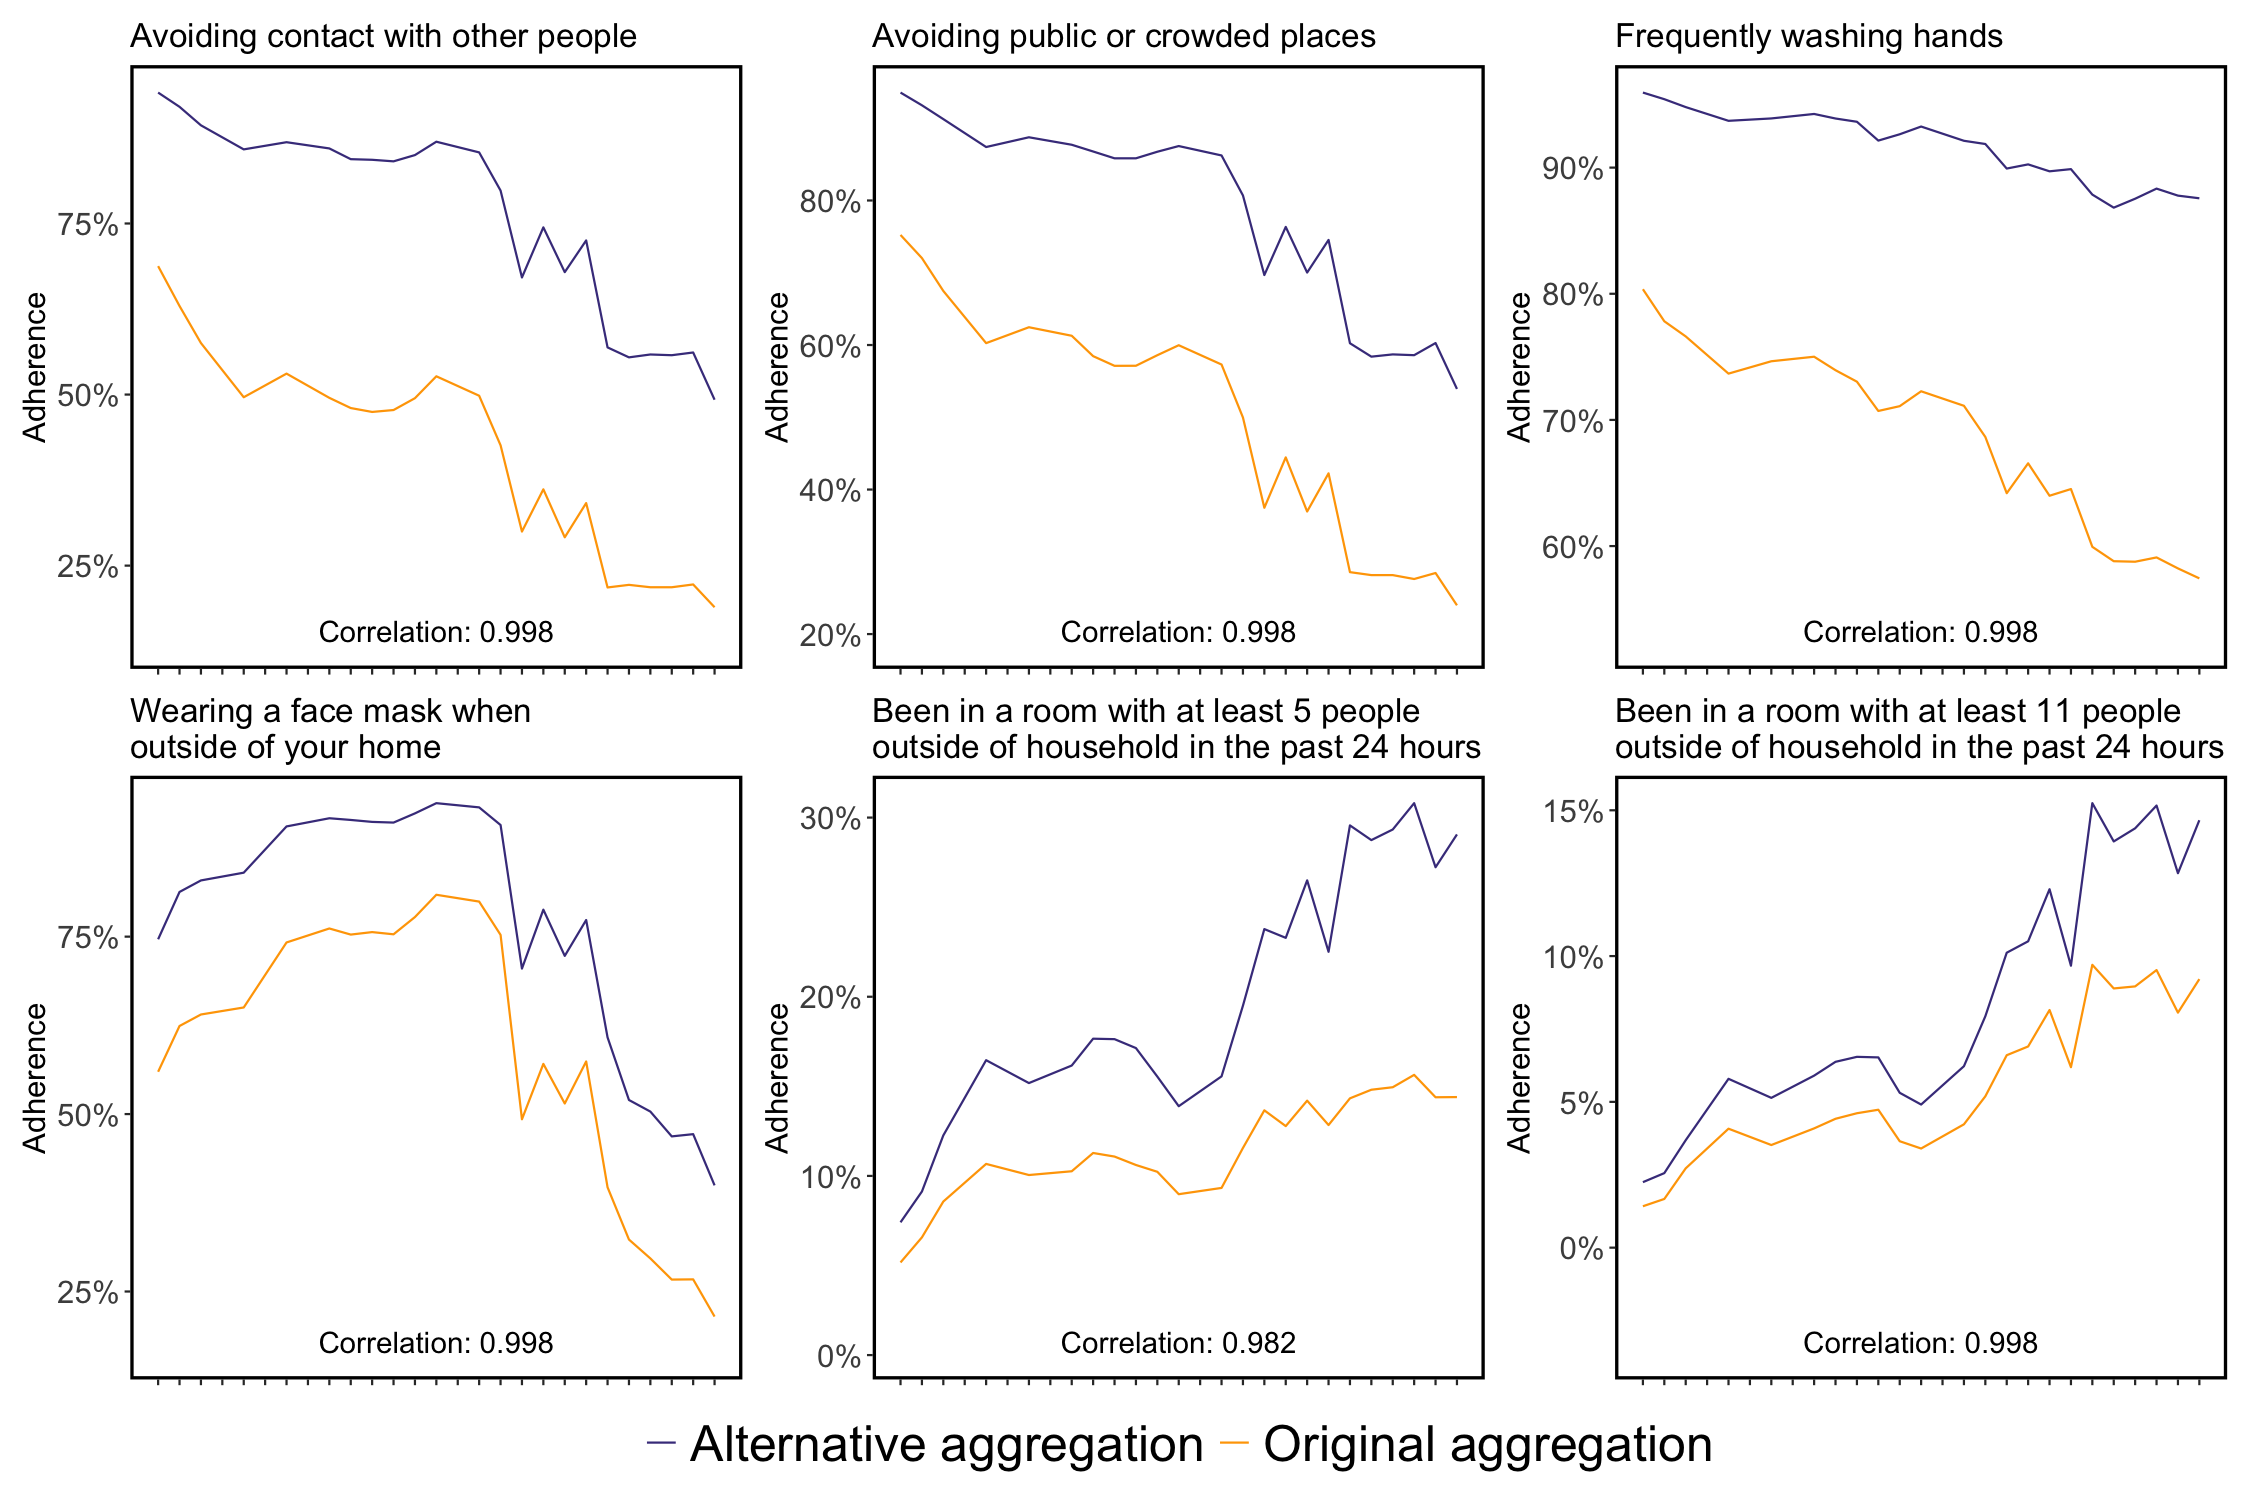 Avoiding contact with other people
Avoiding public or crowded places
Frequently washing hands
Adherence
75%
50%
25%
Correlation: 0.998
Adherence
80%
60%
40%
20%
Correlation: 0.998
Adherence
90%
80%
70%
60%
Correlation: 0.998
Wearing a face mask when
outside of your home
Been in a room with at least 5 people
outside of household in the past 24 hours
Been in a room with at least 11 people
outside of household in the past 24 hours
Adherence
75%
50%
25%
Correlation: 0.998
Adherence
30%
20%
10%
0%
Correlation: 0.982
Adherence
15%
10%
5%
0%
Correlation: 0.998
Alternative aggregation
Original aggregation